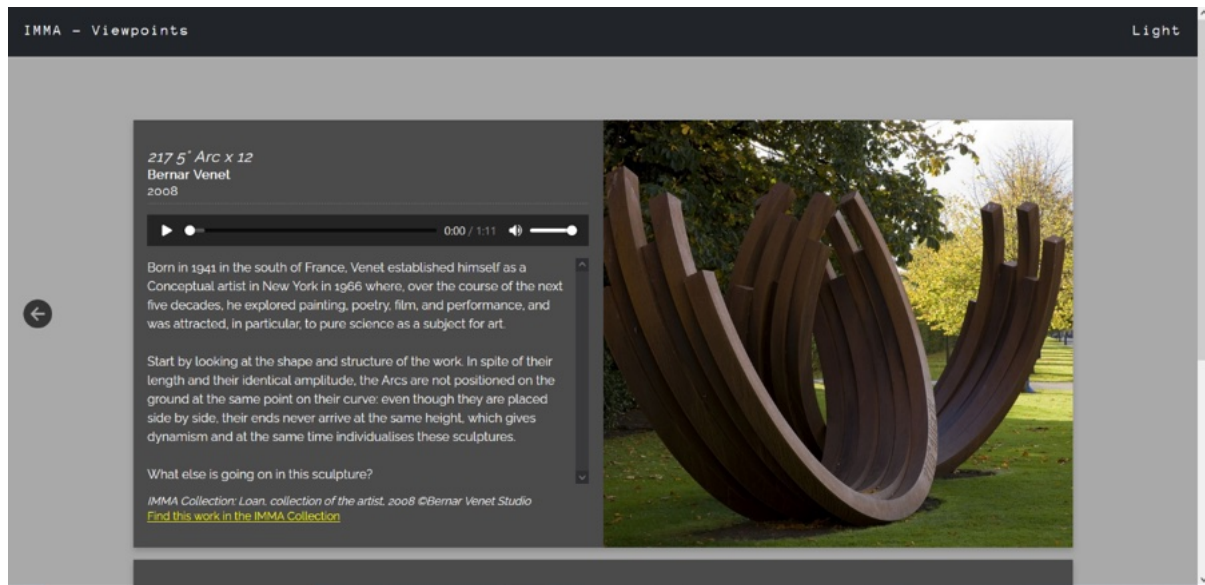 IMMA - Viewpoints
Light
217 5° Arc x 12
Bernar Venet
2008
0:00 / 1:11
Born in 1941 in the south of France, Venet established himself as a
Conceptual artist in New York in 1966 where, over the course of the next
five decades, he explored painting, poetry, film, and performance, and
was attracted, in particular, to pure science as a subject for art.
Start by looking at the shape and structure of the work. In spite of their
length and their identical amplitude, the Arcs are not positioned on the
ground at the same point on their curve: even though they are placed
side by side, their ends never arrive at the same height, which gives
dynamism and at the same time individualises these sculptures.
What else is going on in this sculpture?
IMMA Collection: Loan, collection of the artist, 2008 ©Bernar Venet Studio
Find this work in the IMMA Collection